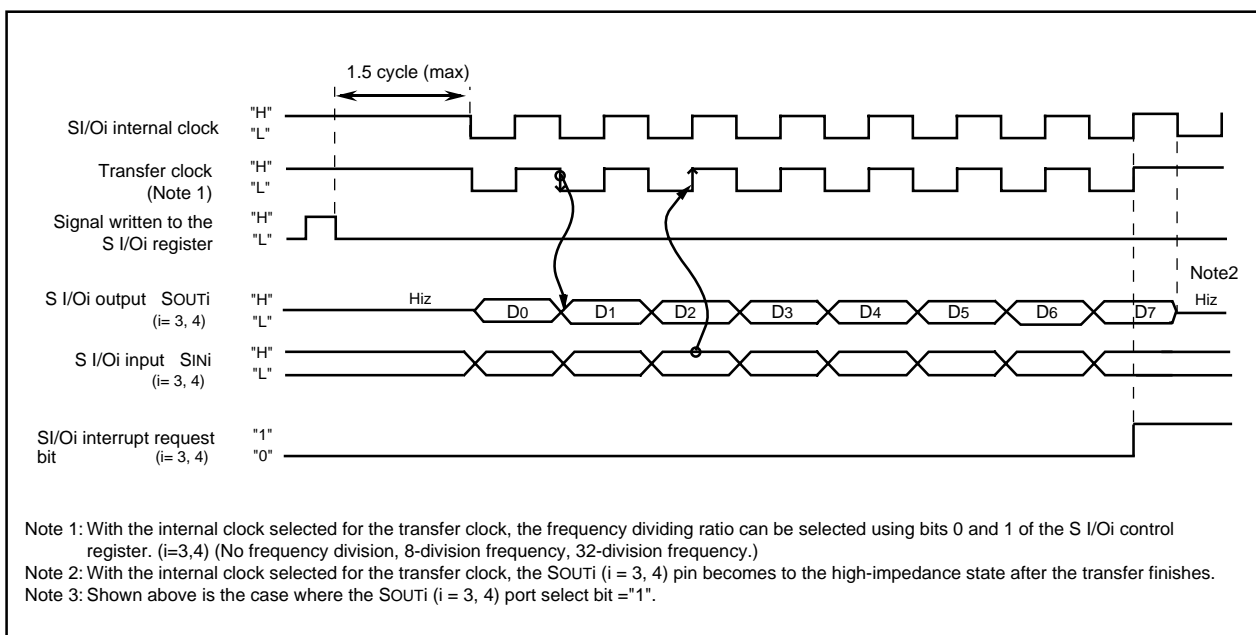 1.5 cycle (max)
SI/Oi internal clock "H" "L"
Transfer clock (Note 1) "H" "L"
Signal written to the S I/Oi register "H" "L"
Note2
S I/Oi output SOUTi (i= 3, 4) "H" "L" Hiz D0 D1 D2 D3 D4 D5 D6 D7 Hiz
S I/Oi input SINi (i= 3, 4) "H" "L"
SI/Oi interrupt request bit (i= 3, 4) "1" "0"
Note 1: With the internal clock selected for the transfer clock, the frequency dividing ratio can be selected using bits 0 and 1 of the S I/Oi control
register. (i=3,4) (No frequency division, 8-division frequency, 32-division frequency.)
Note 2: With the internal clock selected for the transfer clock, the SOUTi (i = 3, 4) pin becomes to the high-impedance state after the transfer finishes.
Note 3: Shown above is the case where the SOUTi (i = 3, 4) port select bit ="1".